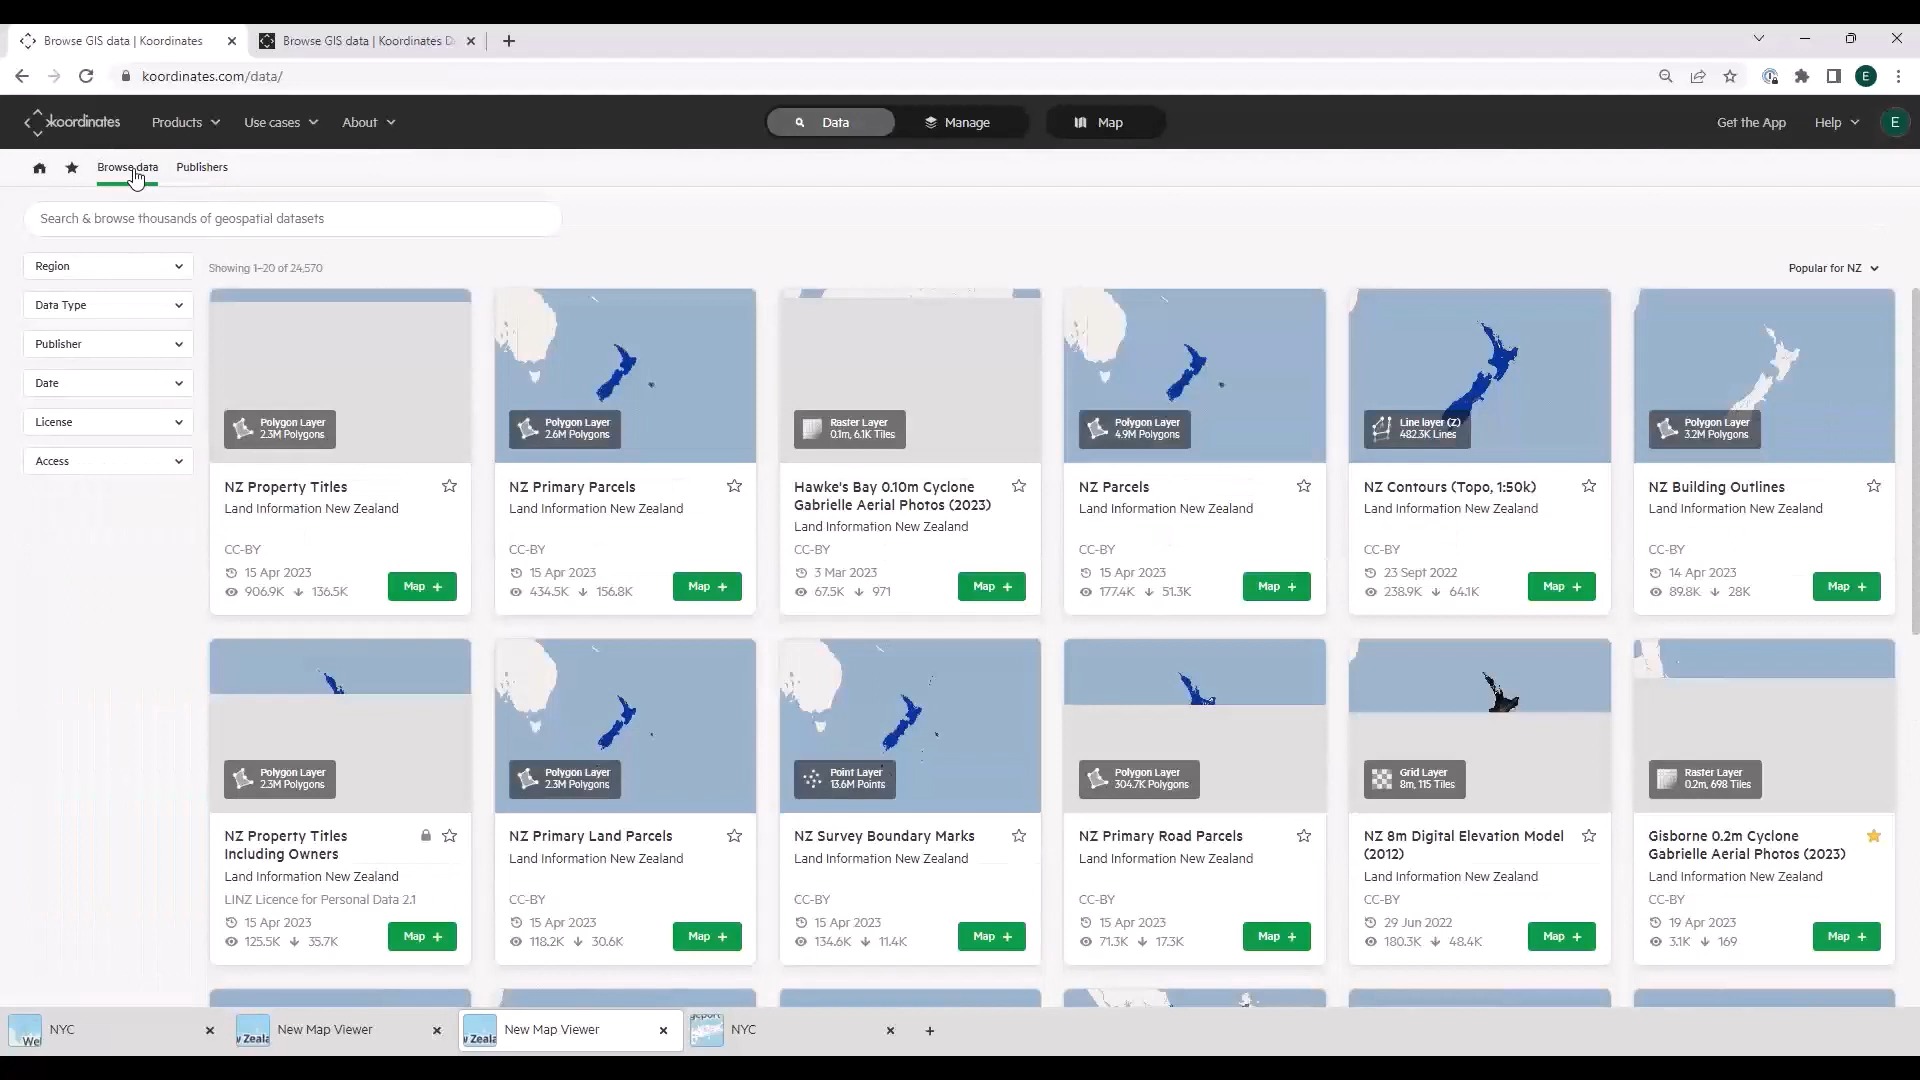 Browse GIS data | Koordinates
Browse GIS data | Koordinates D
koordinates.com/data/
E
koordinates
Products
Use cases
About
Data
Manage
Map
Get the App
Help
E
Browse data
Publishers
Search & browse thousands of geospatial datasets
Region
Data Type
Publisher
Date
License
Access
Showing 1–20 of 24,570
Popular for NZ
Polygon Layer
2.3M Polygons
NZ Property Titles
Land Information New Zealand
CC-BY
15 Apr 2023
906.9K 136.5K
Map +
Polygon Layer
2.6M Polygons
NZ Primary Parcels
Land Information New Zealand
CC-BY
15 Apr 2023
434.5K 156.8K
Map +
Raster Layer
0.1m, 6.1K Tiles
Hawke's Bay 0.10m Cyclone
Gabrielle Aerial Photos (2023)
Land Information New Zealand
CC-BY
3 Mar 2023
67.5K 971
Map +
Polygon Layer
4.9M Polygons
NZ Parcels
Land Information New Zealand
CC-BY
15 Apr 2023
177.4K 51.3K
Map +
Line layer (Z)
482.3K Lines
NZ Contours (Topo, 1:50k)
Land Information New Zealand
CC-BY
23 Sept 2022
238.9K 64.1K
Map +
Polygon Layer
3.2M Polygons
NZ Building Outlines
Land Information New Zealand
CC-BY
14 Apr 2023
89.8K 28K
Map +
Polygon Layer
2.3M Polygons
NZ Property Titles
Including Owners
Land Information New Zealand
LINZ Licence for Personal Data 2.1
15 Apr 2023
125.5K 35.7K
Map +
Polygon Layer
2.3M Polygons
NZ Primary Land Parcels
Land Information New Zealand
CC-BY
15 Apr 2023
118.2K 30.6K
Map +
Point Layer
13.6M Points
NZ Survey Boundary Marks
Land Information New Zealand
CC-BY
15 Apr 2023
134.6K 11.4K
Map +
Polygon Layer
304.7K Polygons
NZ Primary Road Parcels
Land Information New Zealand
CC-BY
15 Apr 2023
71.3K 17.3K
Map +
Grid Layer
8m, 115 Tiles
NZ 8m Digital Elevation Model
(2012)
Land Information New Zealand
CC-BY
29 Jun 2022
180.3K 48.4K
Map +
Raster Layer
0.2m, 698 Tiles
Gisborne 0.2m Cyclone
Gabrielle Aerial Photos (2023)
Land Information New Zealand
CC-BY
19 Apr 2023
3.1K 169
Map +
We
NYC
w Zeala
New Map Viewer
w Zeala
New Map Viewer
NYC